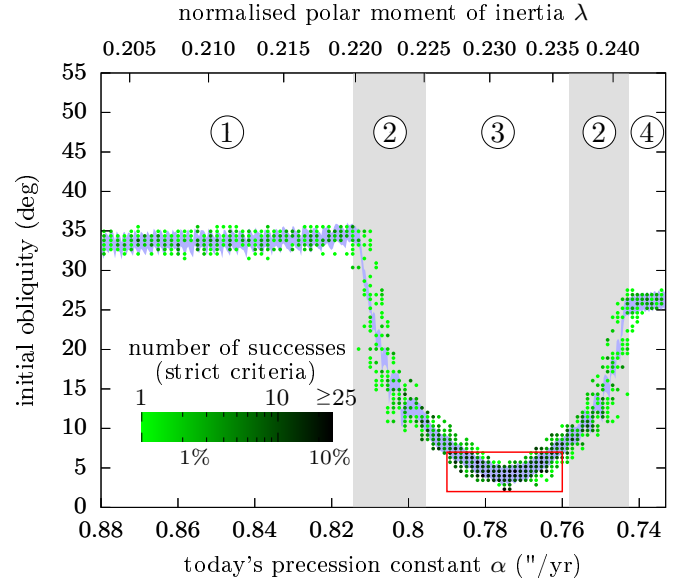 normalised polar moment of inertia λ
0.205 0.210 0.215 0.220 0.225 0.230 0.235 0.240
55
50
45
40
35
30
25
20
15
10
5
0
initial obliquity (deg)
1 2 3 2 4
number of successes
(strict criteria)
1 10 ≥25
1% 10%
0.88 0.86 0.84 0.82 0.8 0.78 0.76 0.74
today's precession constant α ("/yr)